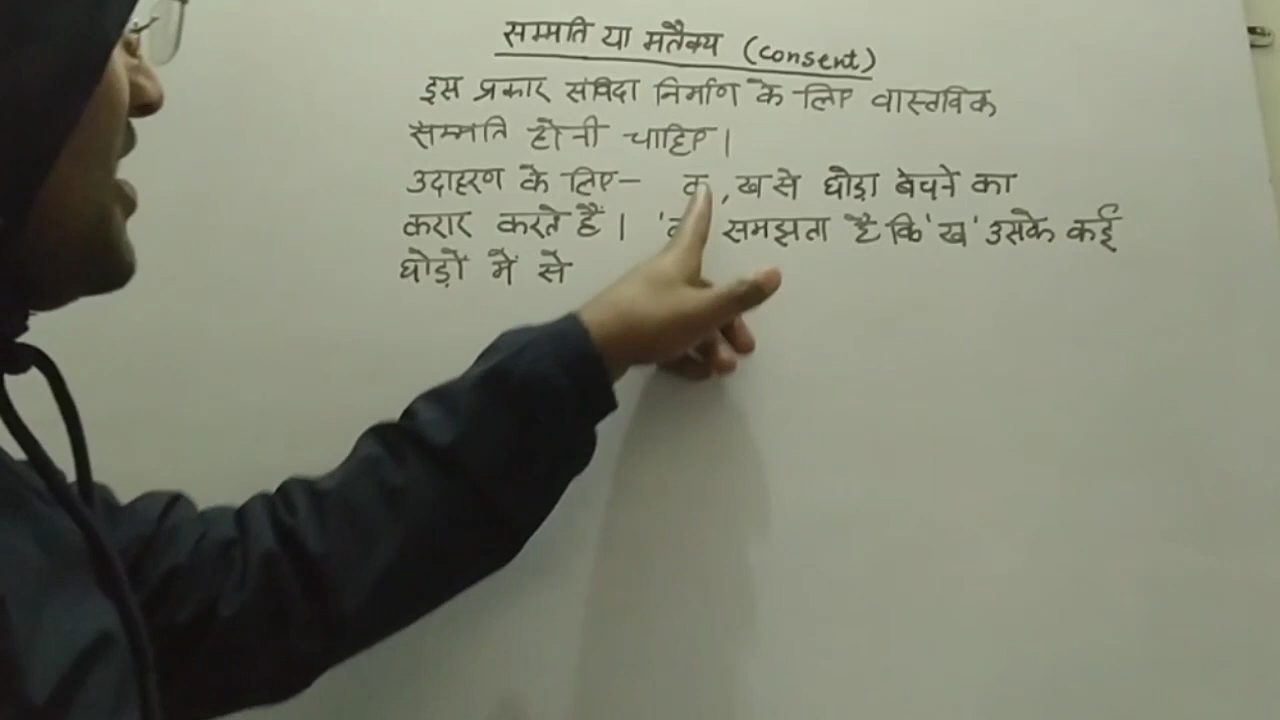 सम्मति या मतैक्य (consent)
इस प्रकार संविदा निर्माण के लिए वास्तविक
सम्मति होनी चाहिए।
उदाहरण के लिए- क, ख से घोड़ा बेचने का
करार करते हैं। समझता है कि 'ख' उसके कई
घोड़ों में से